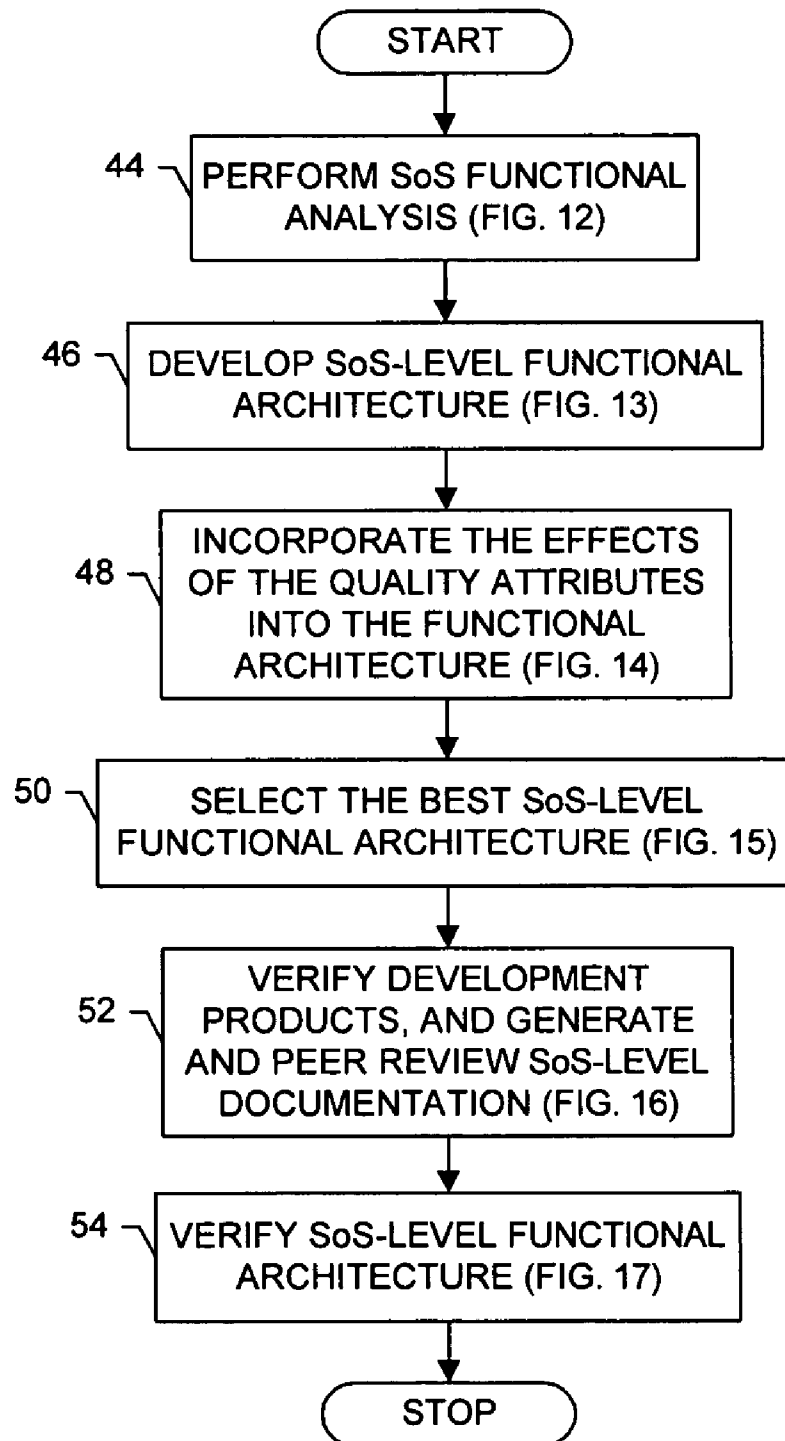 START
44
PERFORM SoS FUNCTIONAL
ANALYSIS (FIG. 12)
46
DEVELOP SoS-LEVEL FUNCTIONAL
ARCHITECTURE (FIG. 13)
48
INCORPORATE THE EFFECTS
OF THE QUALITY ATTRIBUTES
INTO THE FUNCTIONAL
ARCHITECTURE (FIG. 14)
50
SELECT THE BEST SoS-LEVEL
FUNCTIONAL ARCHITECTURE (FIG. 15)
52
VERIFY DEVELOPMENT
PRODUCTS, AND GENERATE
AND PEER REVIEW SoS-LEVEL
DOCUMENTATION (FIG. 16)
54
VERIFY SoS-LEVEL FUNCTIONAL
ARCHITECTURE (FIG. 17)
STOP